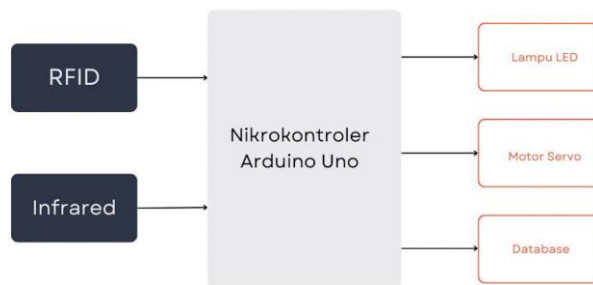 RFID
Infrared
Nikrokontroler
Arduino Uno
Lampu LED
Motor Servo
Database